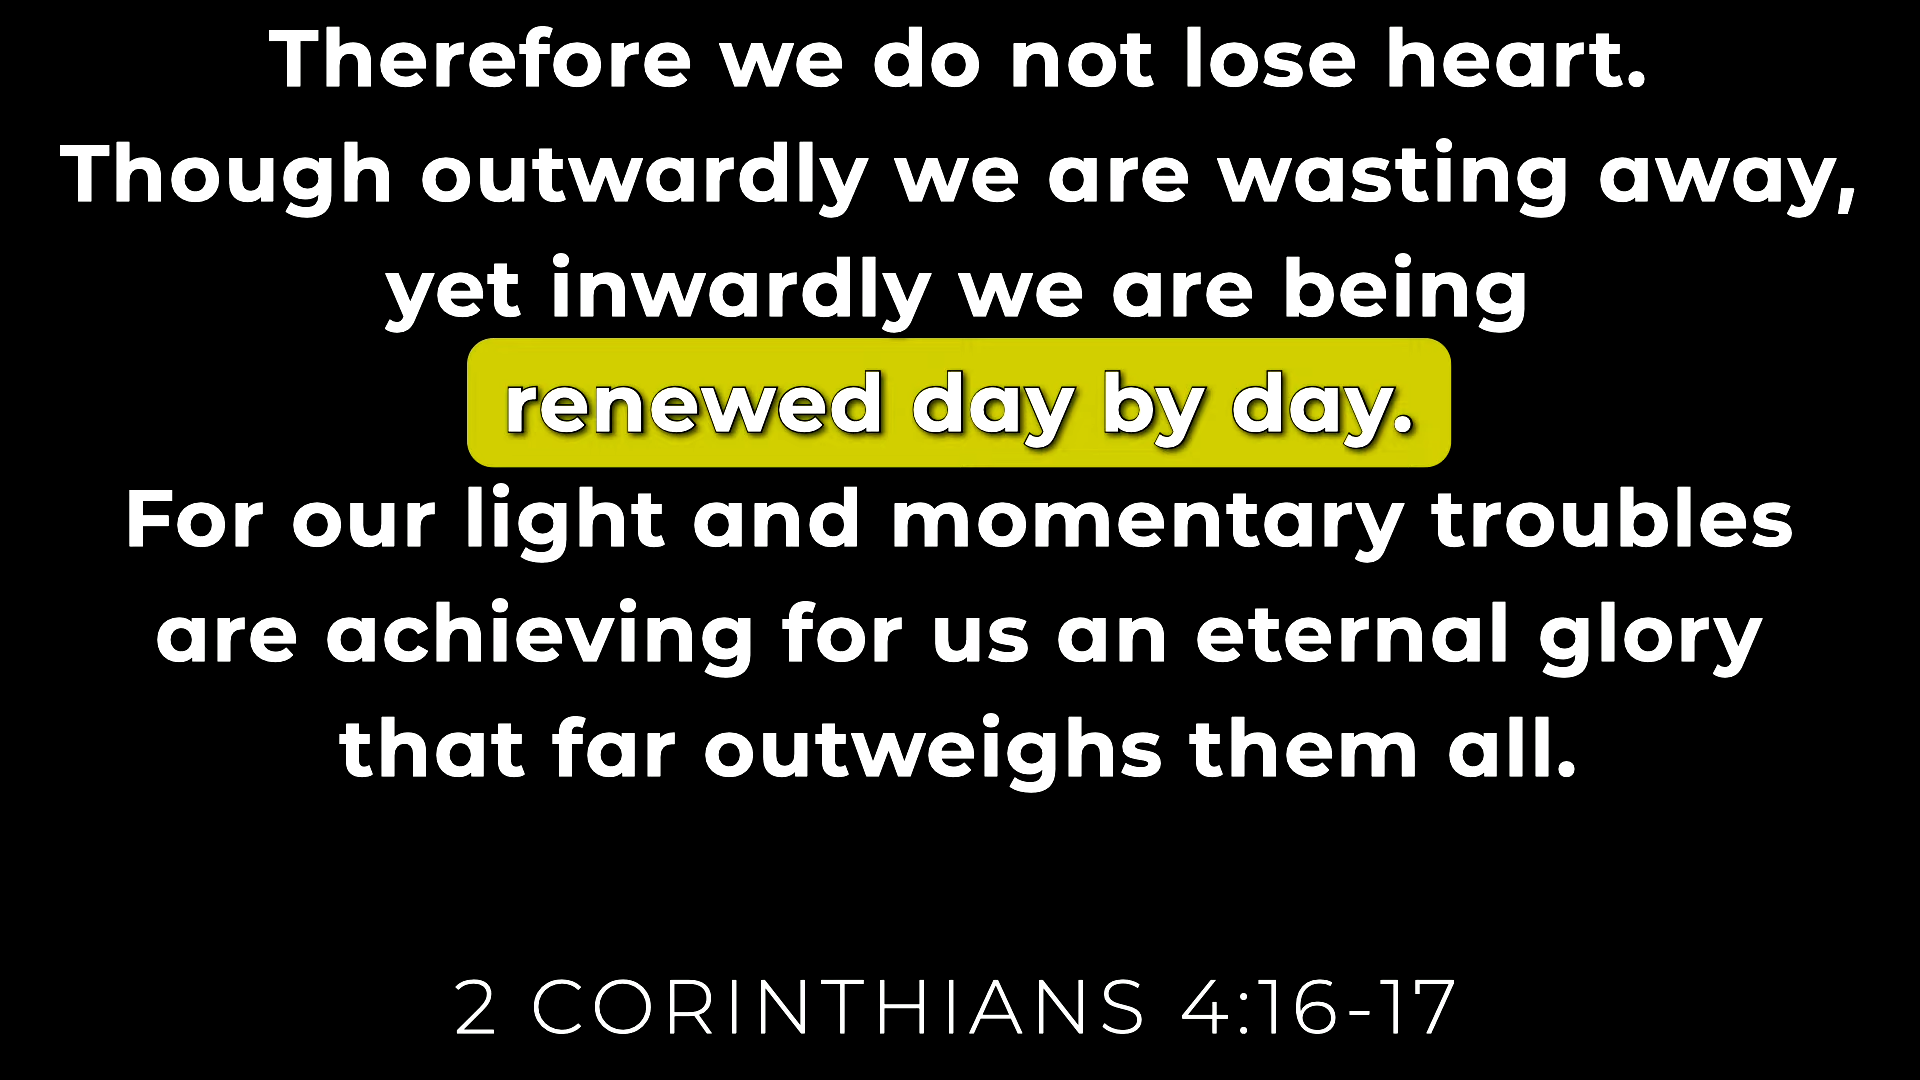 Therefore we do not lose heart.
Though outwardly we are wasting away,
yet inwardly we are being
renewed day by day.
For our light and momentary troubles
are achieving for us an eternal glory
that far outweighs them all.
2 CORINTHIANS 4:16-17